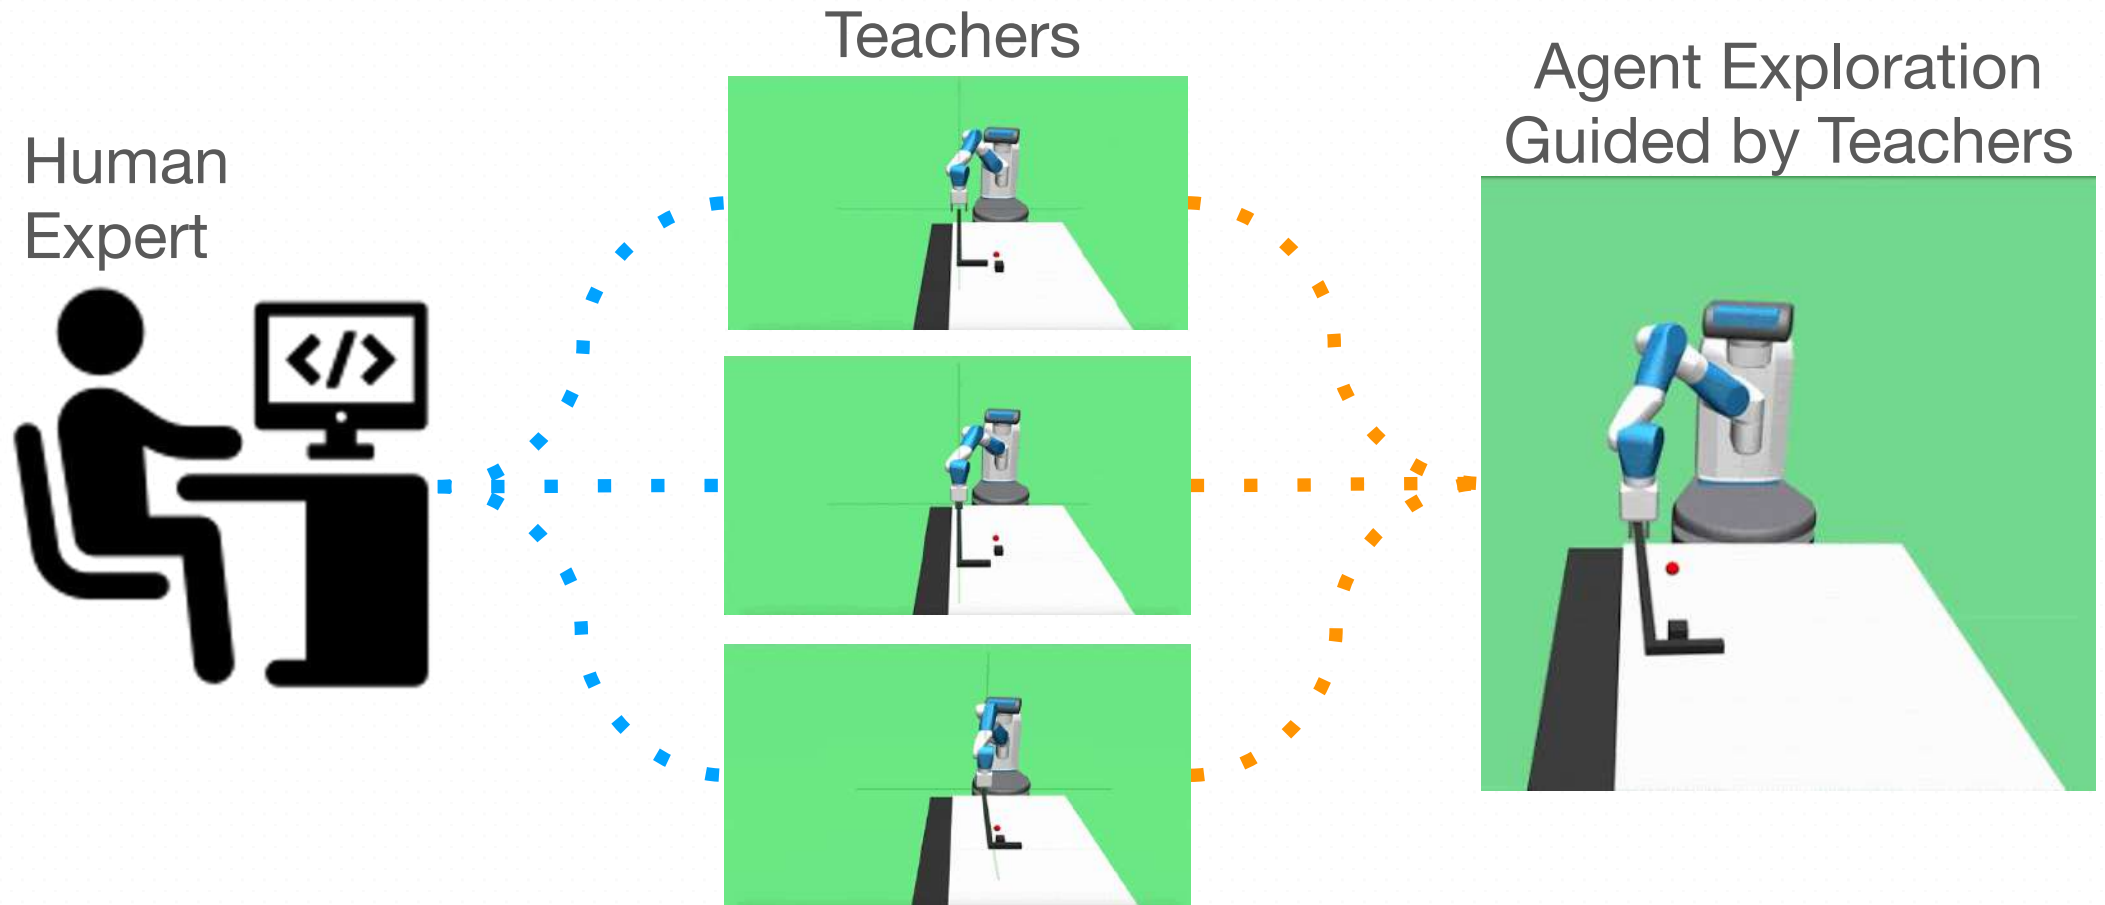 Human
Expert
</>
Teachers
Agent Exploration
Guided by Teachers